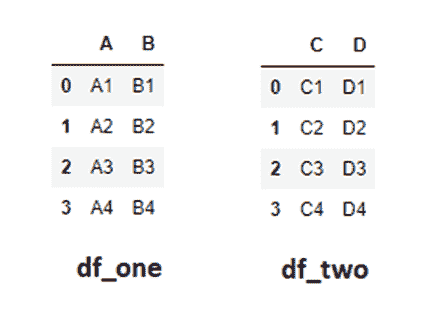 A B C D
0 A1 B1 0 C1 D1
1 A2 B2 1 C2 D2
2 A3 B3 2 C3 D3
3 A4 B4 3 C4 D4
df_one df_two